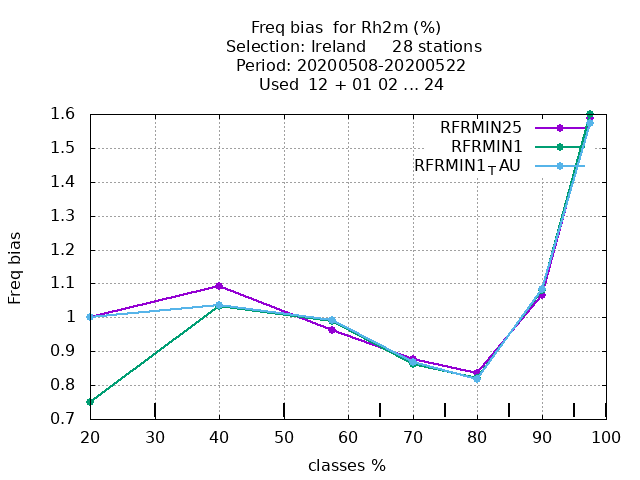 Freq bias  for Rh2m (%)
Selection: Ireland     28 stations
Period: 20200508-20200522
Used  12 + 01 02 ... 24
RFRMIN25
RFRMIN1
RFRMIN1TAU
Freq bias
1.6
1.5
1.4
1.3
1.2
1.1
1
0.9
0.8
0.7
20 30 40 50 60 70 80 90 100
classes %